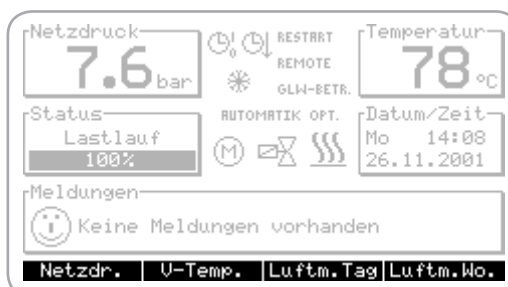 Netzdruck
7.6 bar
RESTART
REMOTE
GLW-BETR.
Temperatur
78 °C
Status
Lastlauf
100%
AUTOMATIK OPT.
M
Datum/Zeit
Mo 14:08
26.11.2001
Meldungen
Keine Meldungen vorhanden
Netzdr. V-Temp. Luftm.Tag Luftm.Wo.